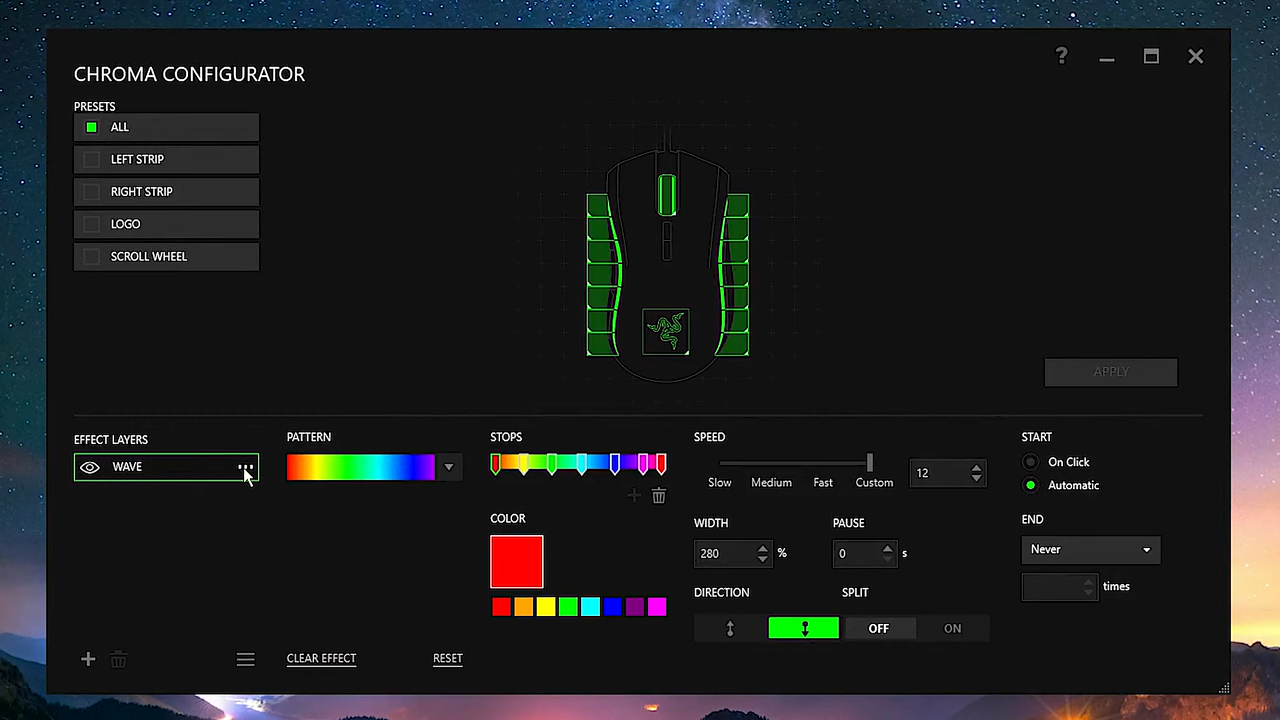 CHROMA CONFIGURATOR
?
PRESETS
ALL
LEFT STRIP
RIGHT STRIP
LOGO
SCROLL WHEEL
APPLY
EFFECT LAYERS
WAVE
PATTERN
STOPS
COLOR
SPEED
Slow Medium Fast Custom
12
WIDTH
280 %
PAUSE
0 s
DIRECTION
SPLIT
OFF ON
START
On Click
Automatic
END
Never
times
CLEAR EFFECT
RESET